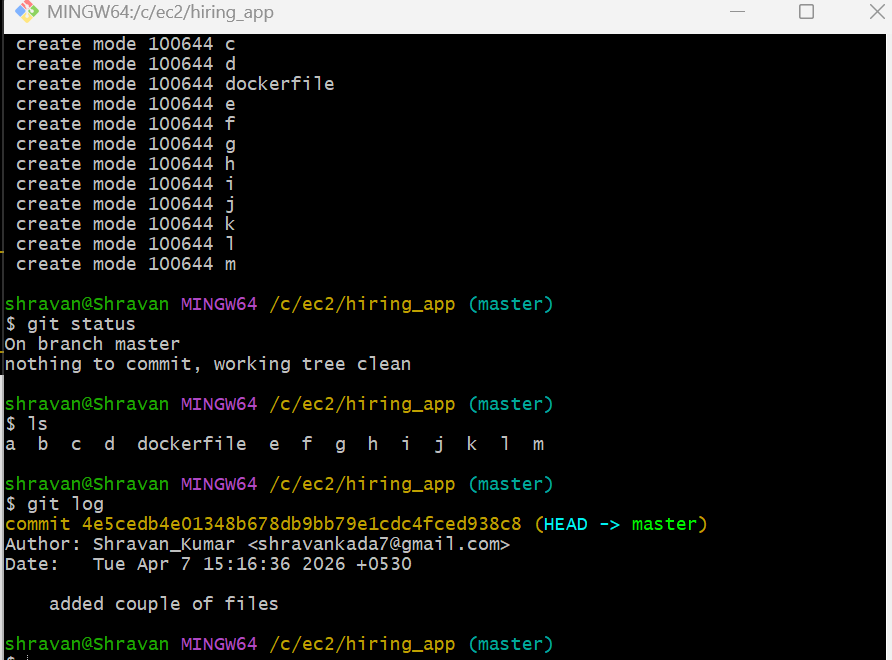 MINGW64:/c/ec2/hiring_app
create mode 100644 c
create mode 100644 d
create mode 100644 dockerfile
create mode 100644 e
create mode 100644 f
create mode 100644 g
create mode 100644 h
create mode 100644 i
create mode 100644 j
create mode 100644 k
create mode 100644 l
create mode 100644 m
shravan@Shravan MINGW64 /c/ec2/hiring_app (master)
$ git status
On branch master
nothing to commit, working tree clean
shravan@Shravan MINGW64 /c/ec2/hiring_app (master)
$ ls
a  b  c  d  dockerfile  e  f  g  h  i  j  k  l  m
shravan@Shravan MINGW64 /c/ec2/hiring_app (master)
$ git log
commit 4e5cedb4e01348b678db9bb79e1cdc4fced938c8 (HEAD -> master)
Author: Shravan_Kumar <shravankada7@gmail.com>
Date:   Tue Apr 7 15:16:36 2026 +0530
    added couple of files
shravan@Shravan MINGW64 /c/ec2/hiring_app (master)
$